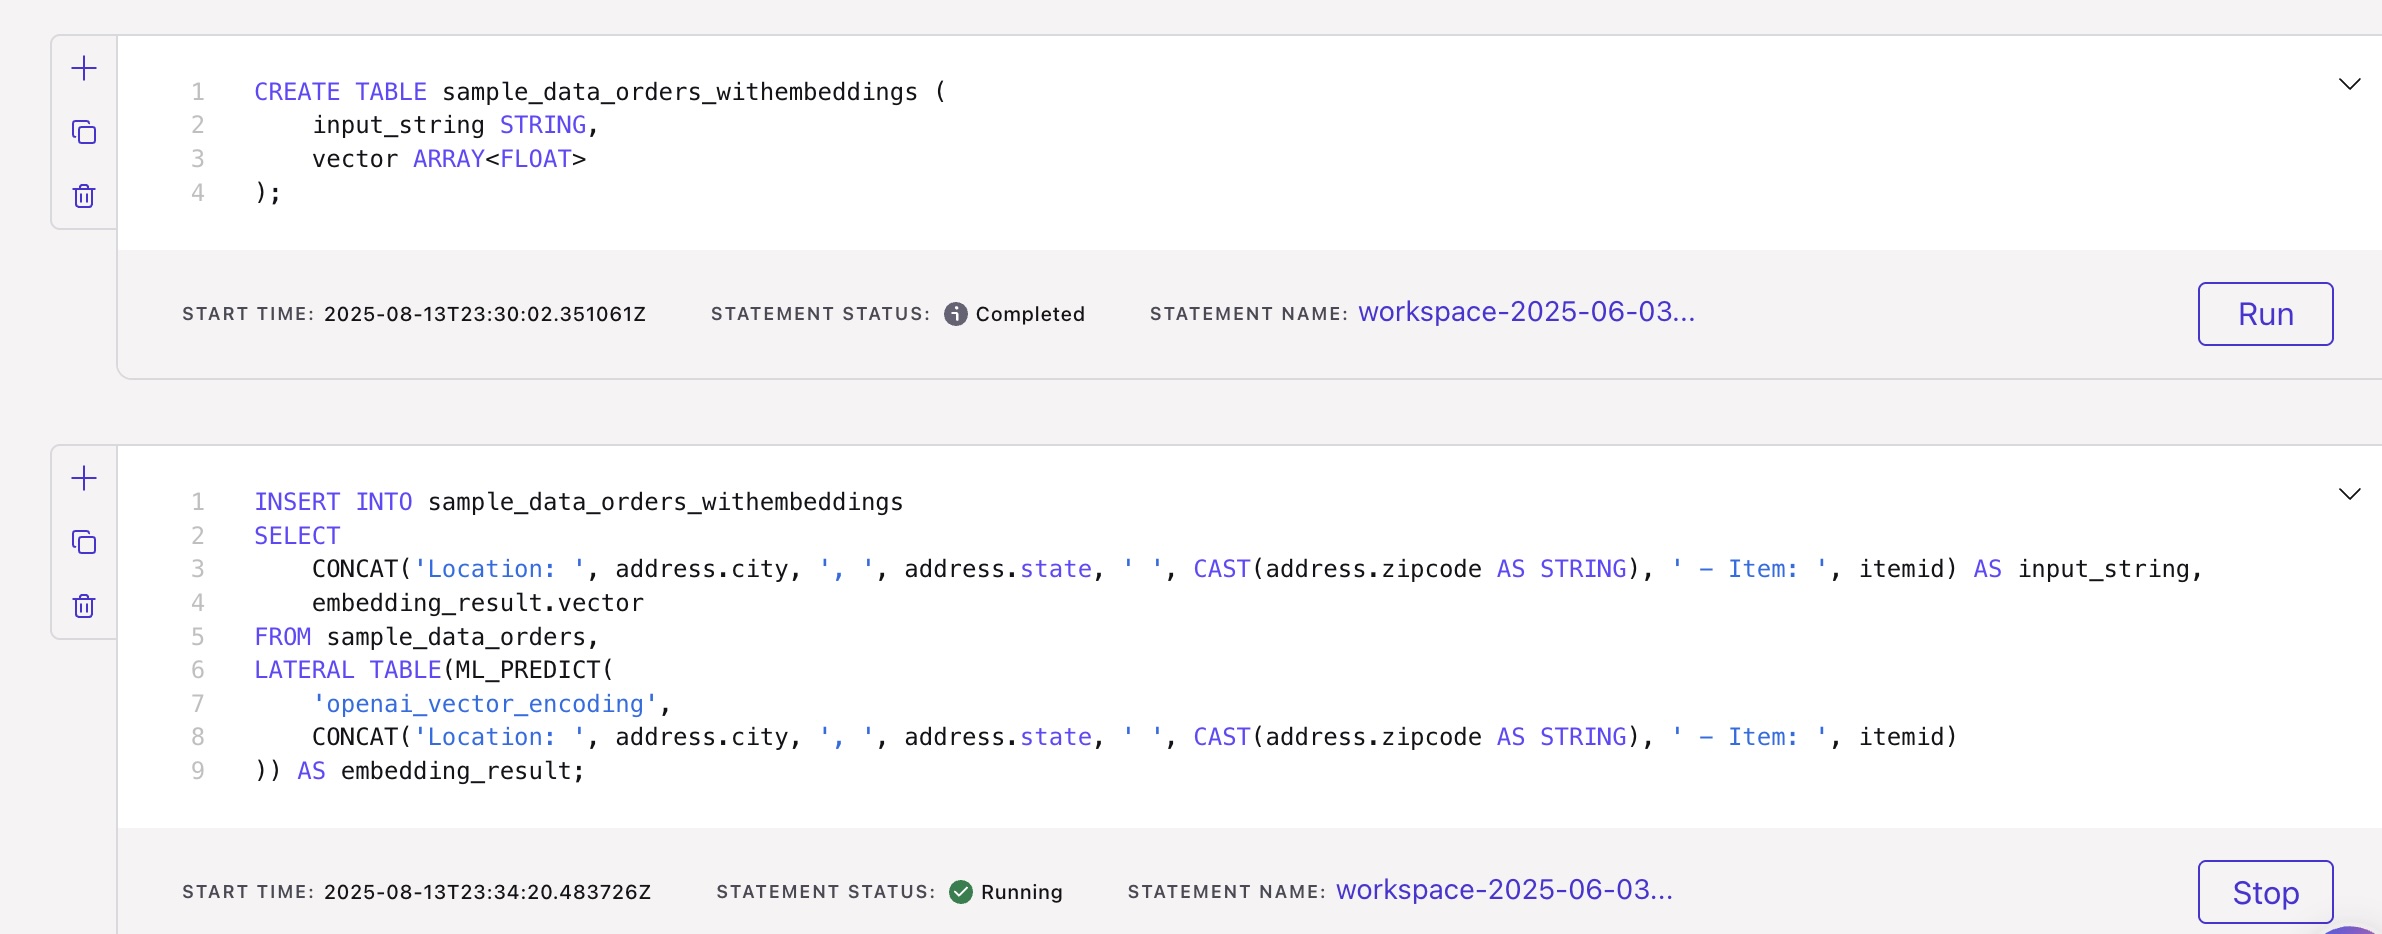 1 CREATE TABLE sample_data_orders_withembeddings (
2     input_string STRING,
3     vector ARRAY<FLOAT>
4 );
START TIME: 2025-08-13T23:30:02.351061Z STATEMENT STATUS: Completed STATEMENT NAME: workspace-2025-06-03... Run
1 INSERT INTO sample_data_orders_withembeddings
2 SELECT
3     CONCAT('Location: ', address.city, ', ', address.state, ' ', CAST(address.zipcode AS STRING), ' - Item: ', itemid) AS input_string,
4     embedding_result.vector
5 FROM sample_data_orders,
6 LATERAL TABLE(ML_PREDICT(
7     'openai_vector_encoding',
8     CONCAT('Location: ', address.city, ', ', address.state, ' ', CAST(address.zipcode AS STRING), ' - Item: ', itemid)
9 )) AS embedding_result;
START TIME: 2025-08-13T23:34:20.483726Z STATEMENT STATUS: Running STATEMENT NAME: workspace-2025-06-03... Stop